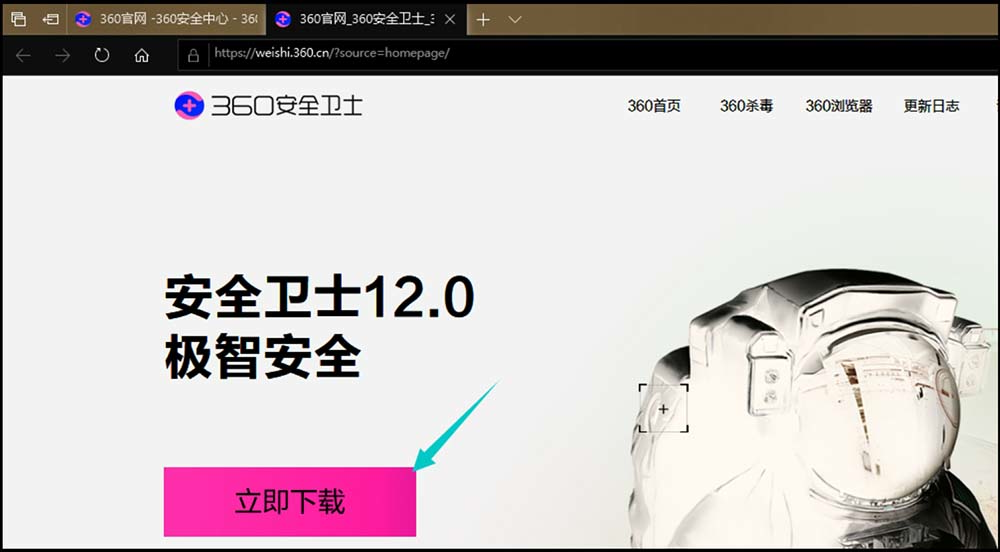 360官网 -360安全中心 - 360
360官网_360安全卫士_3
https://weishi.360.cn/?source=homepage/
360安全卫士
360首页 360杀毒 360浏览器 更新日志
安全卫士12.0
极智安全
立即下载